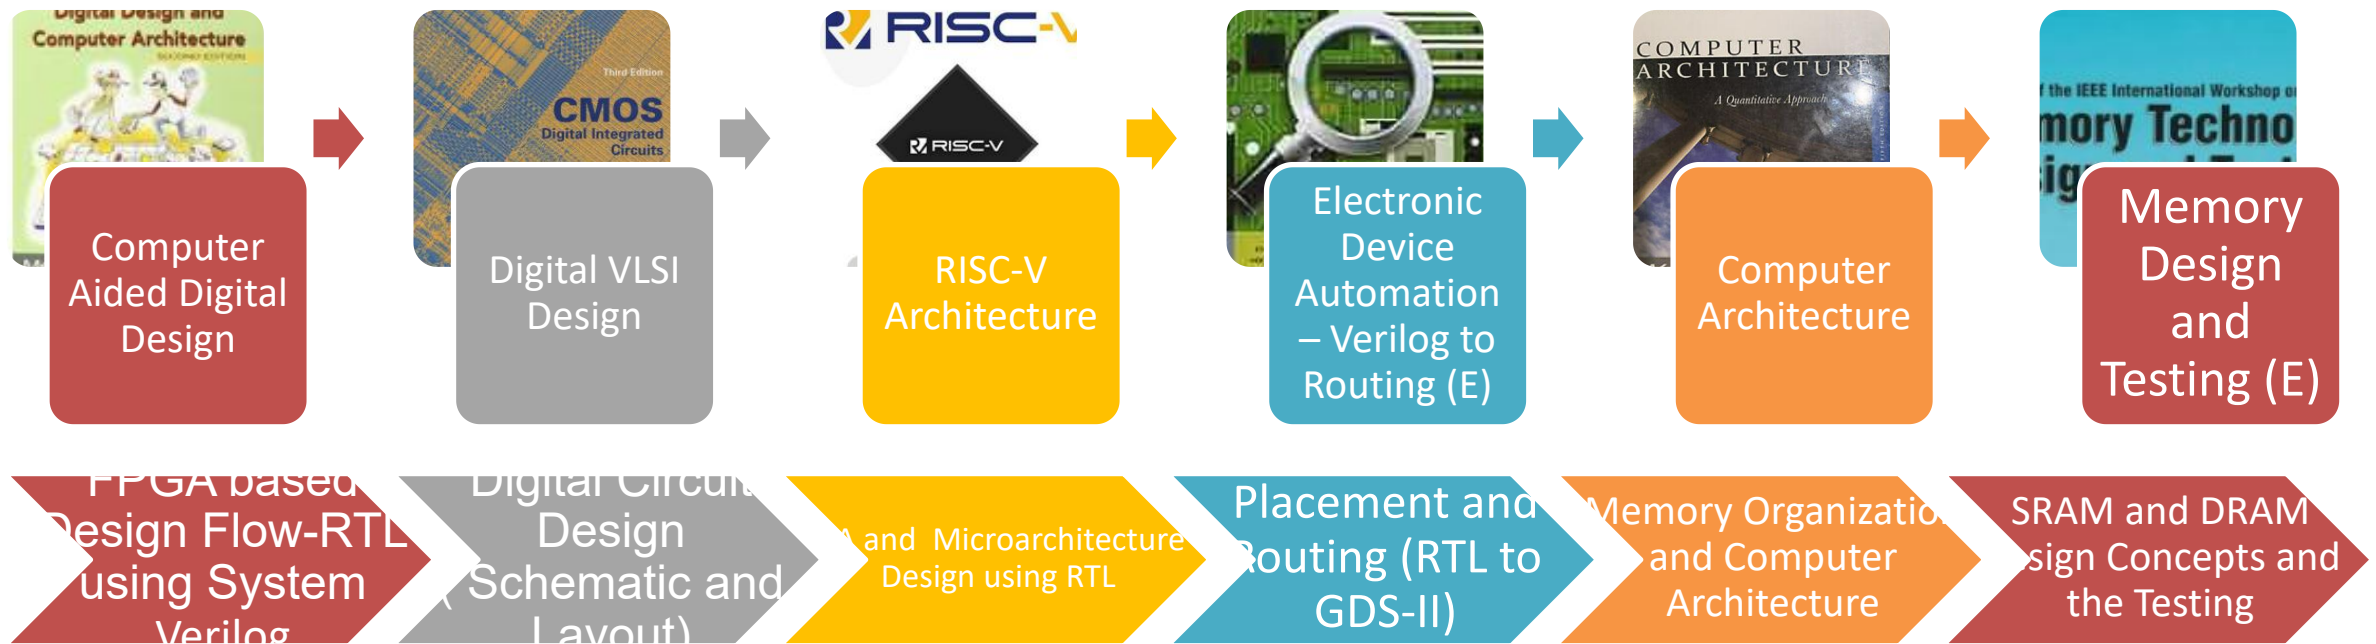 Digital Design and
Computer Architecture
SECOND EDITION
Computer
Aided Digital
Design
Third Edition
CMOS
Digital Integrated
Circuits
Digital VLSI
Design
RISC-V
RISC-V
RISC-V
Architecture
Electronic
Device
Automation
– Verilog to
Routing (E)
COMPUTER
ARCHITECTURE
A Quantitative Approach
Computer
Architecture
the IEEE International Workshop
Techno
Memory
Design
and
Testing (E)
FPGA based
Design Flow-RTL
using System
Verilog
Digital Circuit
Design
( Schematic and
Layout)
and Microarchitecture
Design using RTL
Placement and
Routing (RTL to
GDS-II)
Memory Organization
and Computer
Architecture
SRAM and DRAM
Design Concepts and
the Testing